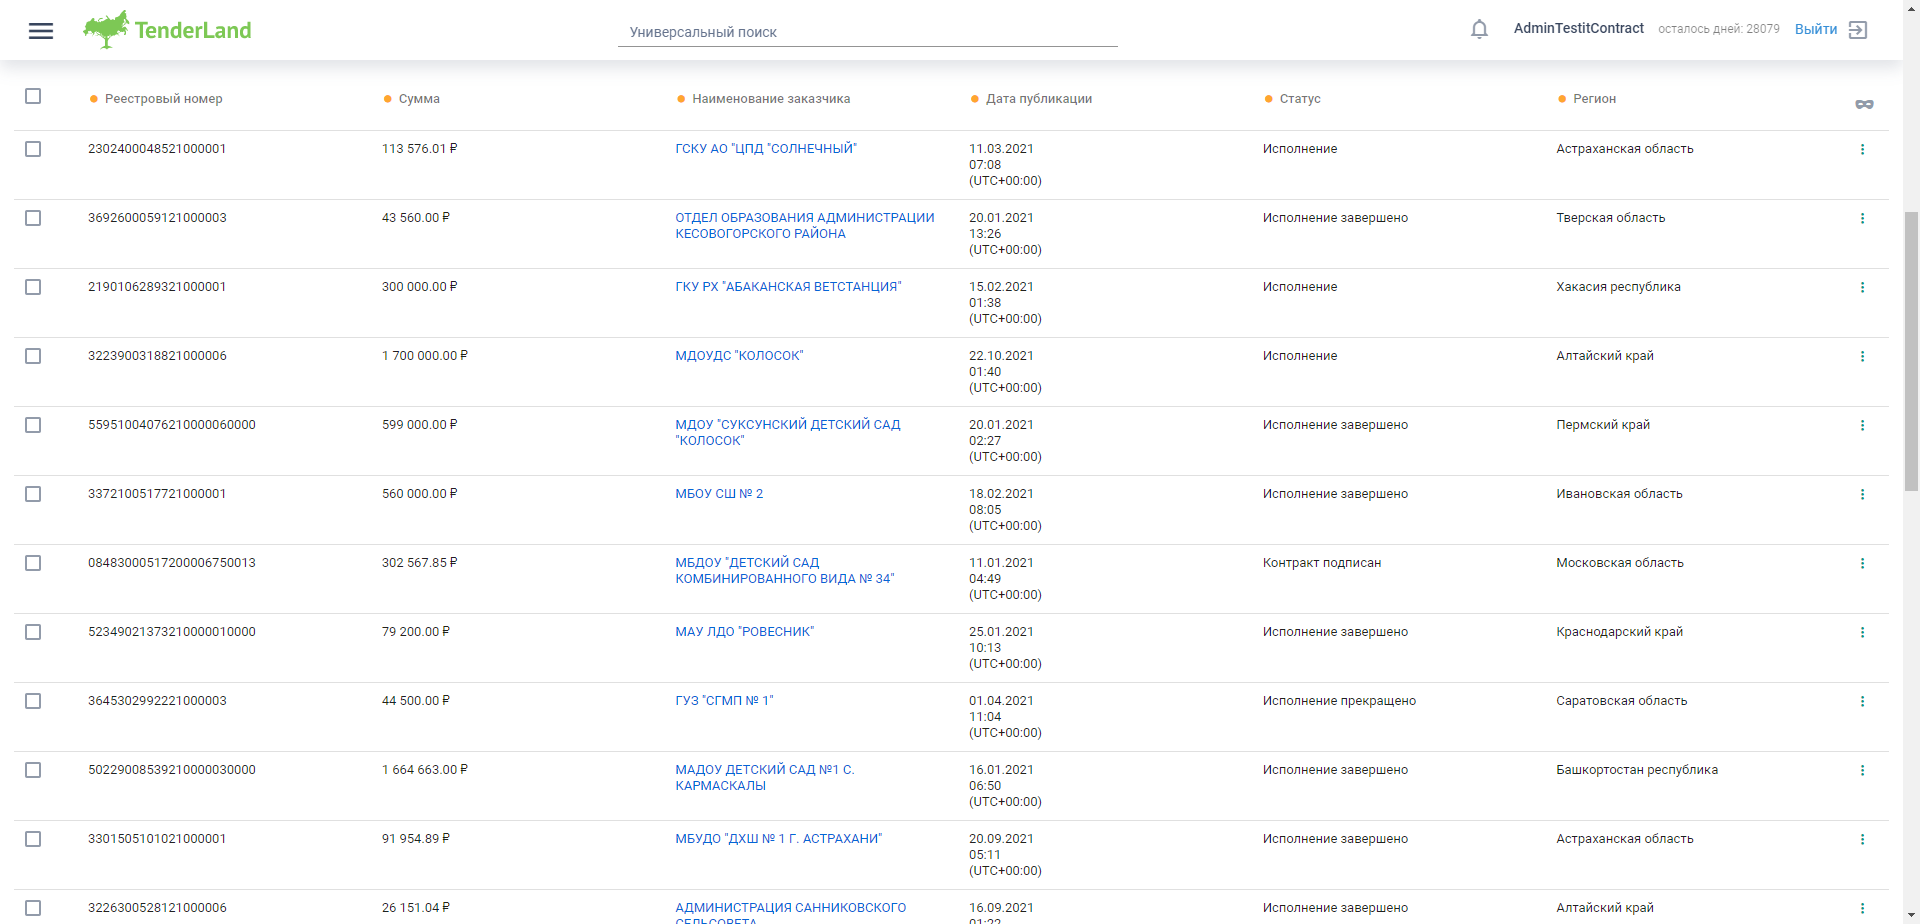 TenderLand
Универсальный поиск
AdminTestitContract осталось дней: 28079 Выйти
Реестровый номер Сумма Наименование заказчика Дата публикации Статус Регион
2302400048521000001 113 576.01 ₽ ГСКУ АО "ЦПД "СОЛНЕЧНЫЙ" 11.03.2021 Исполнение Астраханская область
07:08
(UTC+00:00)
3692600059121000003 43 560.00 ₽ ОТДЕЛ ОБРАЗОВАНИЯ АДМИНИСТРАЦИИ 20.01.2021 Исполнение завершено Тверская область
КЕСОВОГОРСКОГО РАЙОНА 13:26
(UTC+00:00)
2190106289321000001 300 000.00 ₽ ГКУ РХ "АБАКАНСКАЯ ВЕТСТАНЦИЯ" 15.02.2021 Исполнение Хакасия республика
01:38
(UTC+00:00)
3223900318821000006 1 700 000.00 ₽ МДОУДС "КОЛОСОК" 22.10.2021 Исполнение Алтайский край
01:40
(UTC+00:00)
55951004076210000060000 599 000.00 ₽ МДОУ "СУКСУНСКИЙ ДЕТСКИЙ САД 20.01.2021 Исполнение завершено Пермский край
"КОЛОСОК" 02:27
(UTC+00:00)
3372100517721000001 560 000.00 ₽ МБОУ СШ № 2 18.02.2021 Исполнение завершено Ивановская область
08:05
(UTC+00:00)
08483000517200006750013 302 567.85 ₽ МБДОУ "ДЕТСКИЙ САД 11.01.2021 Контракт подписан Московская область
КОМБИНИРОВАННОГО ВИДА № 34" 04:49
(UTC+00:00)
52349021373210000010000 79 200.00 ₽ МАУ ЛДО "РОВЕСНИК" 25.01.2021 Исполнение завершено Краснодарский край
10:13
(UTC+00:00)
3645302992221000003 44 500.00 ₽ ГУЗ "СГМП № 1" 01.04.2021 Исполнение прекращено Саратовская область
11:04
(UTC+00:00)
50229008539210000030000 1 664 663.00 ₽ МАДОУ ДЕТСКИЙ САД №1 С. 16.01.2021 Исполнение завершено Башкортостан республика
КАРМАСКАЛЫ 06:50
(UTC+00:00)
3301505101021000001 91 954.89 ₽ МБУДО "ДХШ № 1 Г. АСТРАХАНИ" 20.09.2021 Исполнение завершено Астраханская область
05:11
(UTC+00:00)
3226300528121000006 26 151.04 ₽ АДМИНИСТРАЦИЯ САННИКОВСКОГО 16.09.2021 Исполнение завершено Алтайский край
СЕЛЬСОВЕТА 01:22